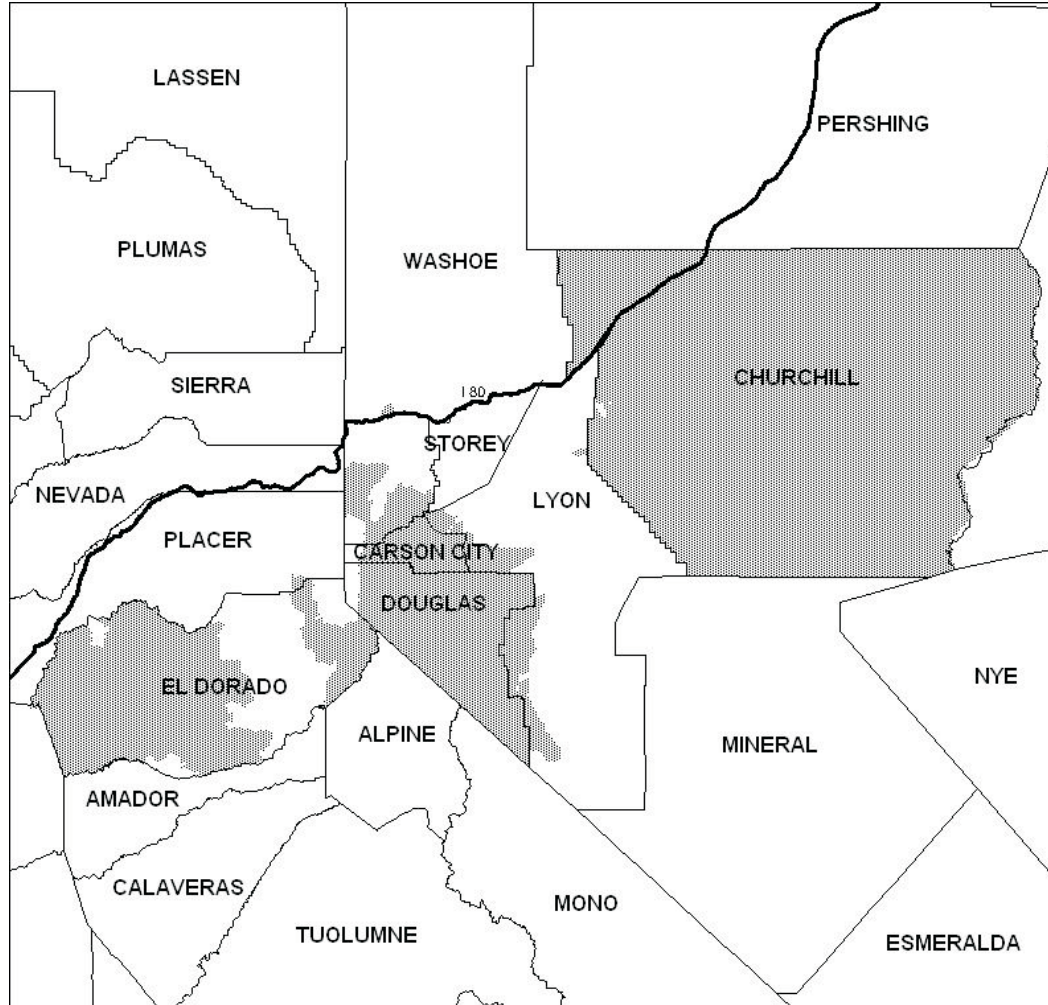 LASSEN
PERSHING
PLUMAS
WASHOE
SIERRA
CHURCHILL
I 80
STOREY
NEVADA
LYON
PLACER
CARSON CITY
DOUGLAS
EL DORADO
NYE
ALPINE
MINERAL
AMADOR
CALAVERAS
MONO
TUOLUMNE
ESMERALDA